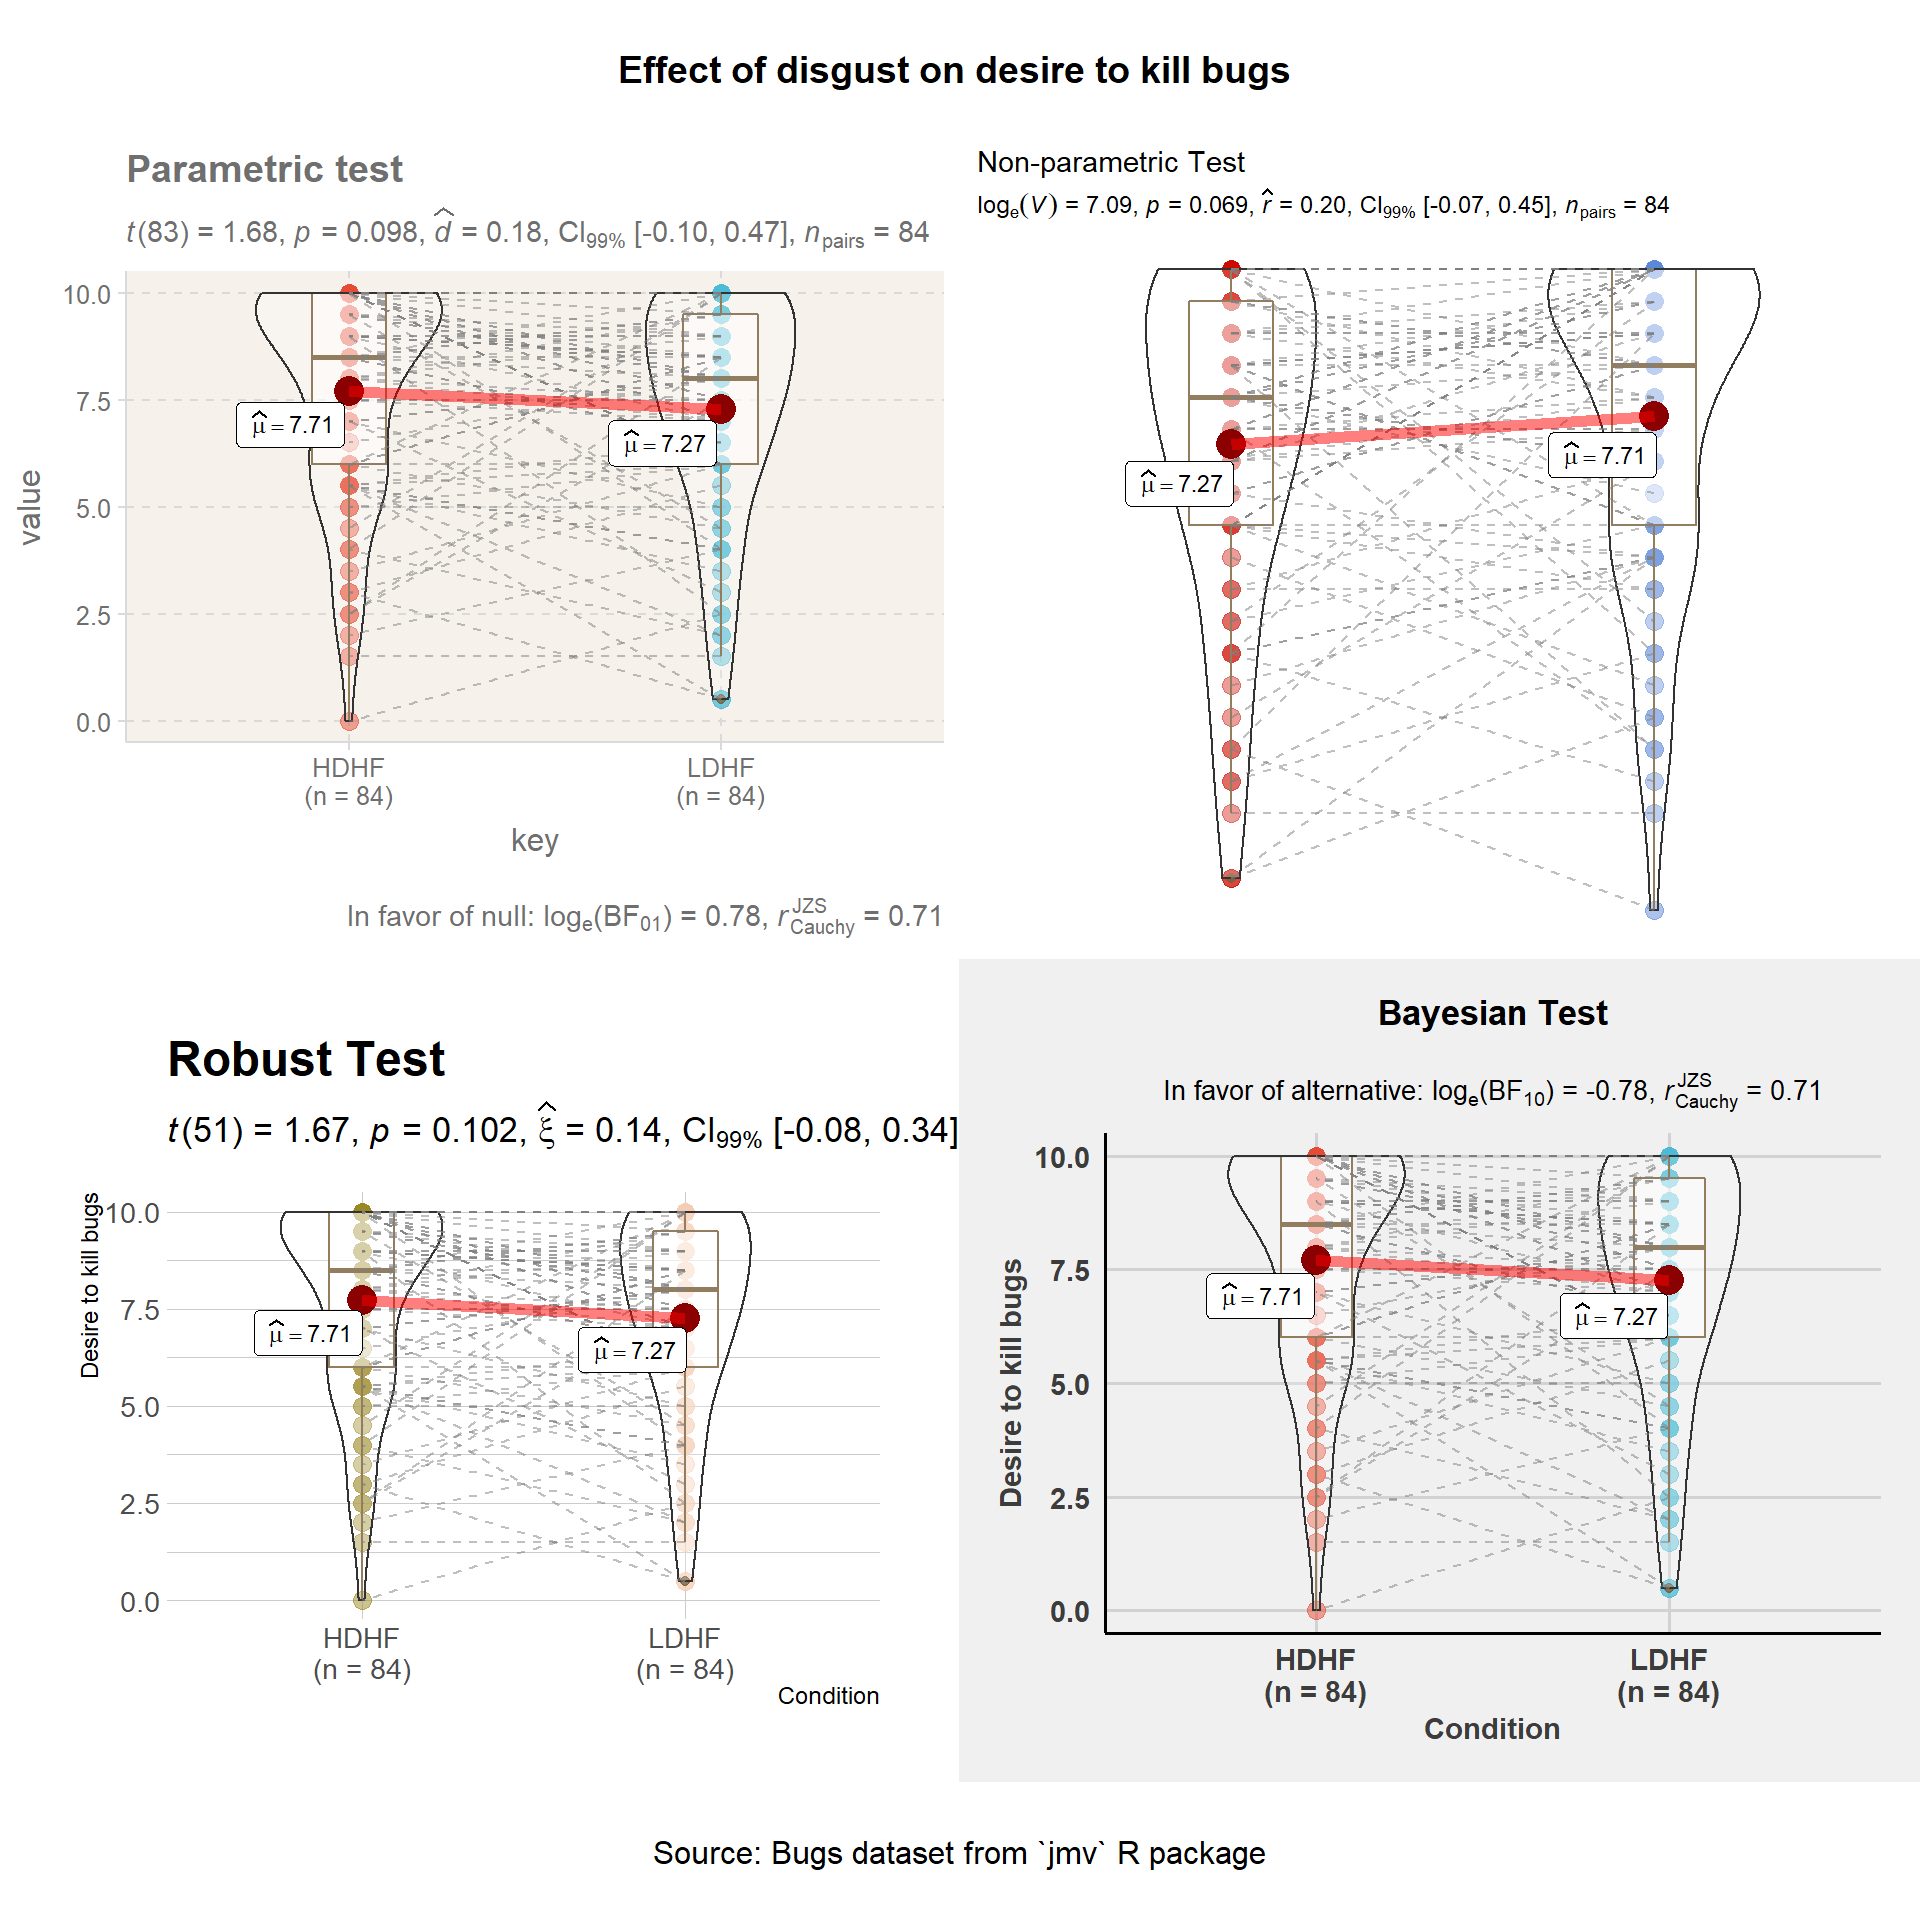 Effect of disgust on desire to kill bugs
Parametric test
t(83) = 1.68, p = 0.098, d̂ = 0.18, CI99% [-0.10, 0.47], npairs = 84
10.0
7.5
5.0
2.5
0.0
value
μ̂ = 7.71
μ̂ = 7.27
HDHF
(n = 84)
LDHF
(n = 84)
key
In favor of null: loge(BF01) = 0.78, rJZSCauchy = 0.71
Non-parametric Test
loge(V) = 7.09, p = 0.069, r̂ = 0.20, CI99% [-0.07, 0.45], npairs = 84
μ̂ = 7.27
μ̂ = 7.71
Robust Test
t(51) = 1.67, p = 0.102, ξ̂ = 0.14, CI99% [-0.08, 0.34]
Desire to kill bugs
10.0
7.5
5.0
2.5
0.0
μ̂ = 7.71
μ̂ = 7.27
HDHF
(n = 84)
LDHF
(n = 84)
Condition
Bayesian Test
In favor of alternative: loge(BF10) = -0.78, rJZSCauchy = 0.71
Desire to kill bugs
10.0
7.5
5.0
2.5
0.0
μ̂ = 7.71
μ̂ = 7.27
HDHF
(n = 84)
LDHF
(n = 84)
Condition
Source: Bugs dataset from `jmv` R package